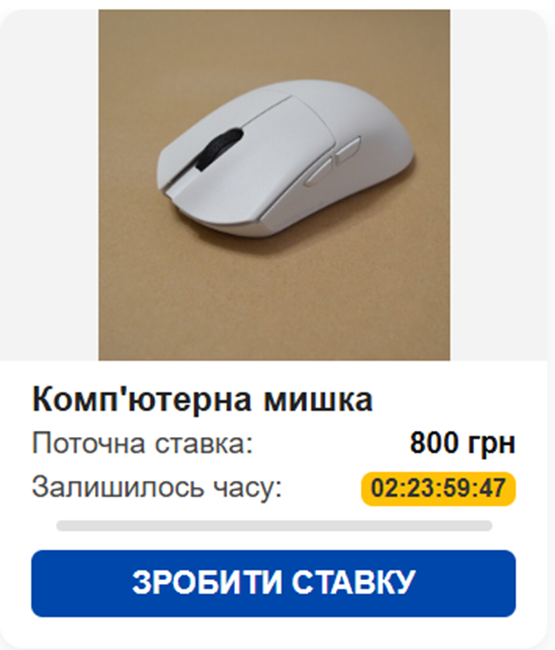 Комп'ютерна мишка
Поточна ставка: 800 грн
Залишилось часу: 02:23:59:47
ЗРОБИТИ СТАВКУ